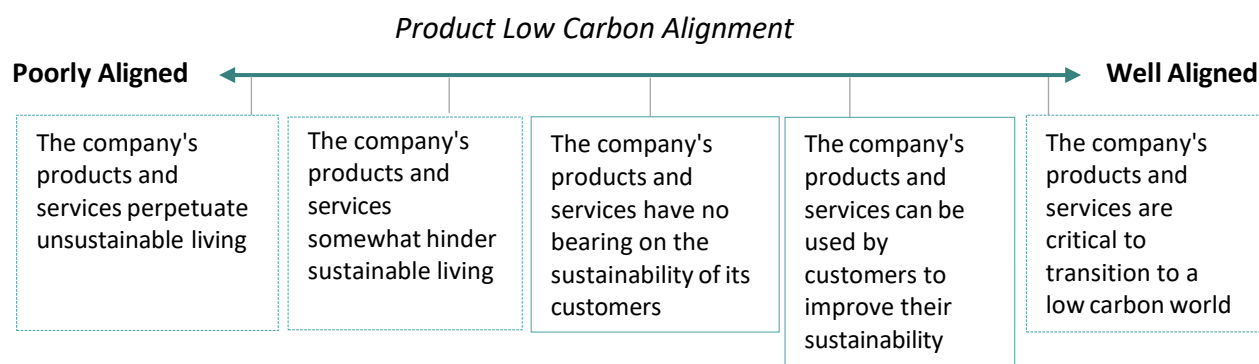 Product Low Carbon Alignment
Poorly Aligned
Well Aligned
The company's
products and
services perpetuate
unsustainable living
The company's
products and
services
somewhat hinder
sustainable living
The company's
products and
services have no
bearing on the
sustainability of its
customers
The company's
products and
services can be
used by
customers to
improve their
sustainability
The company's
products and
services are
critical to
transition to a
low carbon world